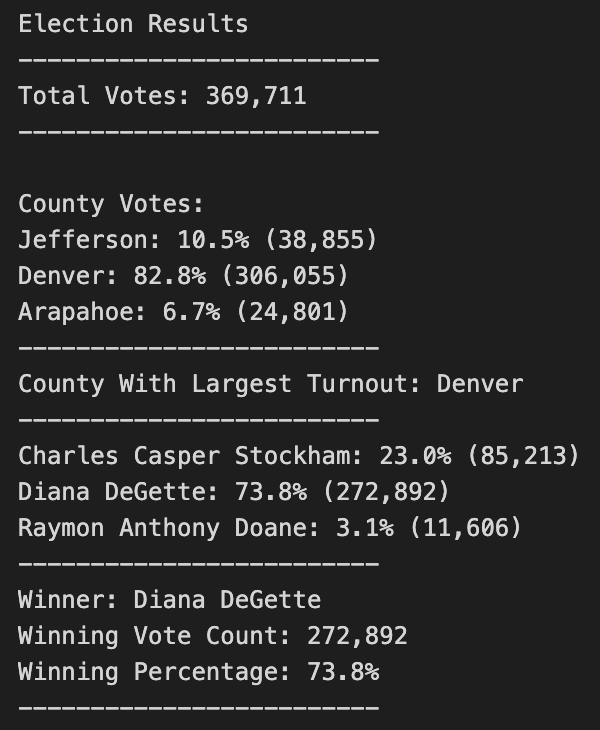 Election Results
-------------------------
Total Votes: 369,711
-------------------------

County Votes:
Jefferson: 10.5% (38,855)
Denver: 82.8% (306,055)
Arapahoe: 6.7% (24,801)
-------------------------
County With Largest Turnout: Denver
-------------------------
Charles Casper Stockham: 23.0% (85,213)
Diana DeGette: 73.8% (272,892)
Raymon Anthony Doane: 3.1% (11,606)
-------------------------
Winner: Diana DeGette
Winning Vote Count: 272,892
Winning Percentage: 73.8%
-------------------------